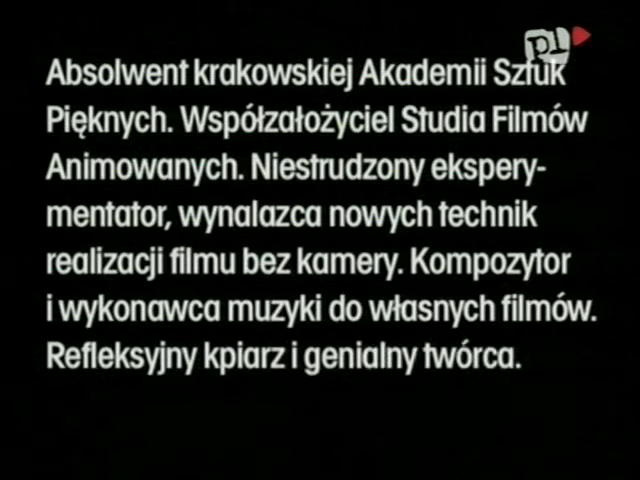 pl
Absolwent krakowskiej Akademii Sztuk
Pięknych. Współzałożyciel Studia Filmów
Animowanych. Niestrudzony ekspery-
mentator, wynalazca nowych technik
realizacji filmu bez kamery. Kompozytor
i wykonawca muzyki do własnych filmów.
Refleksyjny kpiarz i genialny twórca.